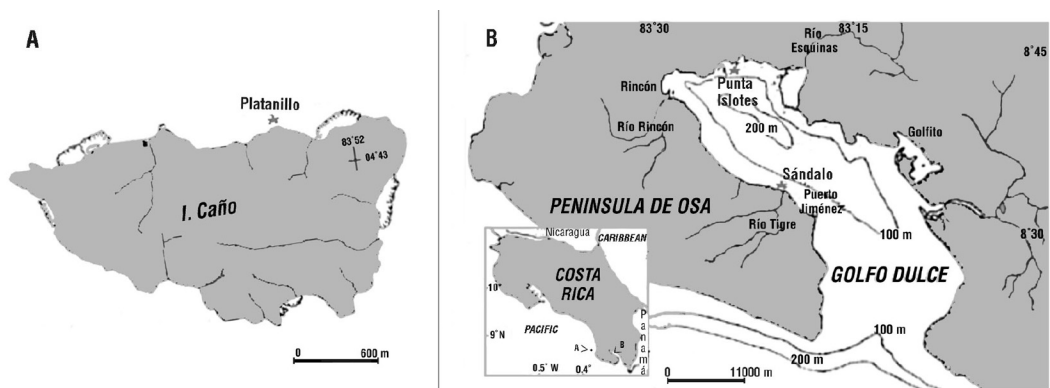 A
Platanillo
83˚52
04˚43
I. Caño
0 600 m
B
83˚30
83˚15
8˚45
Río
Esquinas
Rincón
Punta
Islotes
200 m
Golfito
Río Rincón
Sándalo
Puerto
Jiménez
PENINSULA DE OSA
Río Tigre
100 m
8˚30
GOLFO DULCE
Nicaragua
CARIBBEAN
COSTA
RICA
10˚
PACIFIC
9˚N
Panamá
A
B
0.5˚ W
0.4˚
100 m
200 m
0 11000 m